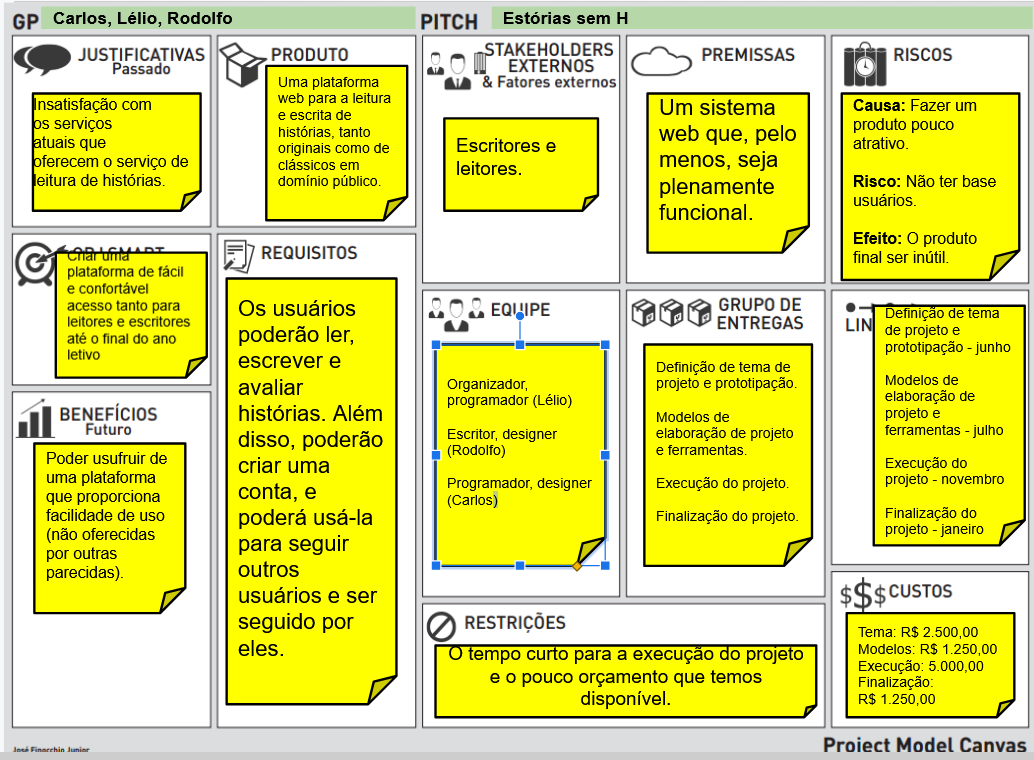 GP Carlos, Lélio, Rodolfo
PITCH Estórias sem H
JUSTIFICATIVAS
Passado
Insatisfação com
os serviços
atuais que
oferecem o serviço de
leitura de histórias.
PRODUTO
Uma plataforma
web para a leitura
e escrita de
histórias, tanto
originais como de
clássicos em
domínio público.
STAKEHOLDERS
EXTERNOS
& Fatores externos
Escritores e
leitores.
PREMISSAS
Um sistema
web que, pelo
menos, seja
plenamente
funcional.
RISCOS
Causa: Fazer um
produto pouco
atrativo.
Risco: Não ter base
usuários.
Efeito: O produto
final ser inútil.
Criar uma
plataforma de fácil
e confortável
acesso tanto para
leitores e escritores
até o final do ano
letivo
REQUISITOS
Os usuários
poderão ler,
escrever e
avaliar
histórias. Além
disso, poderão
criar uma
conta, e
poderá usá-la
para seguir
outros
usuários e ser
seguido por
eles.
EQUIPE
Organizador,
programador (Lélio)
Escritor, designer
(Rodolfo)
Programador, designer
(Carlos)
GRUPO DE
ENTREGAS
Definição de tema de
projeto e prototipação.
Modelos de
elaboração de projeto
e ferramentas.
Execução do projeto.
Finalização do projeto.
LIN
Definição de tema
de projeto e
prototipação - junho
Modelos de
elaboração de
projeto e
ferramentas - julho
Execução do
projeto - novembro
Finalização do
projeto - janeiro
BENEFÍCIOS
Futuro
Poder usufruir de
uma plataforma
que proporciona
facilidade de uso
(não oferecidas
por outras
parecidas).
RESTRIÇÕES
O tempo curto para a execução do projeto
e o pouco orçamento que temos
disponível.
$$$ CUSTOS
Tema: R$ 2.500,00
Modelos: R$ 1.250,00
Execução: 5.000,00
Finalização:
R$ 1.250,00
José Finocchio Junior
Project Model Canvas